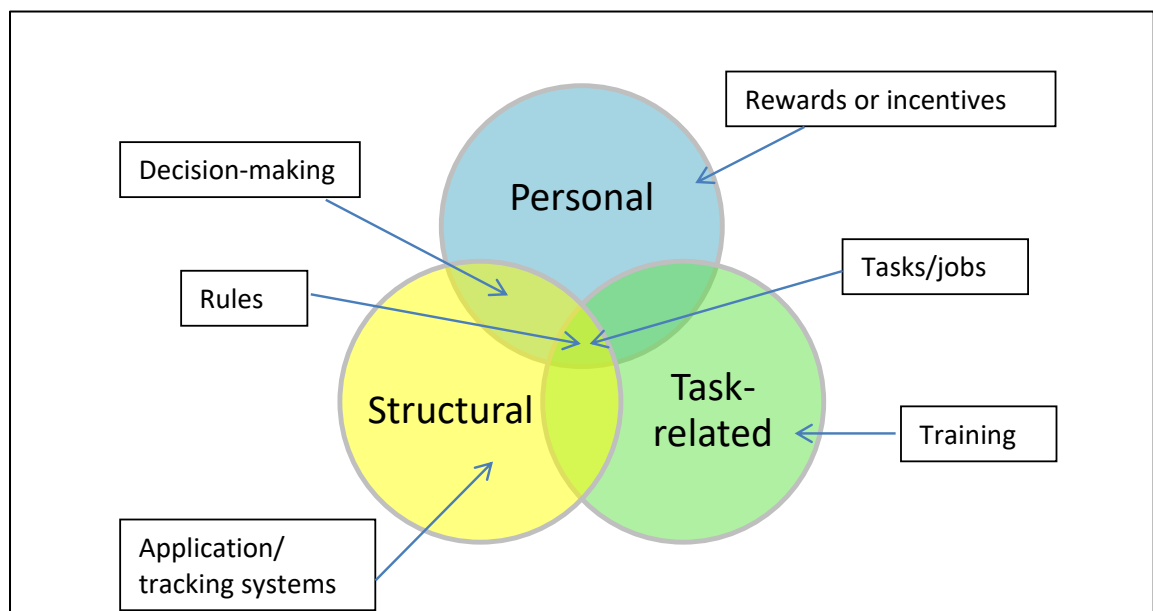 Rewards or incentives
Decision-making
Personal
Tasks/jobs
Rules
Structural
Task-
related
Training
Application/
tracking systems